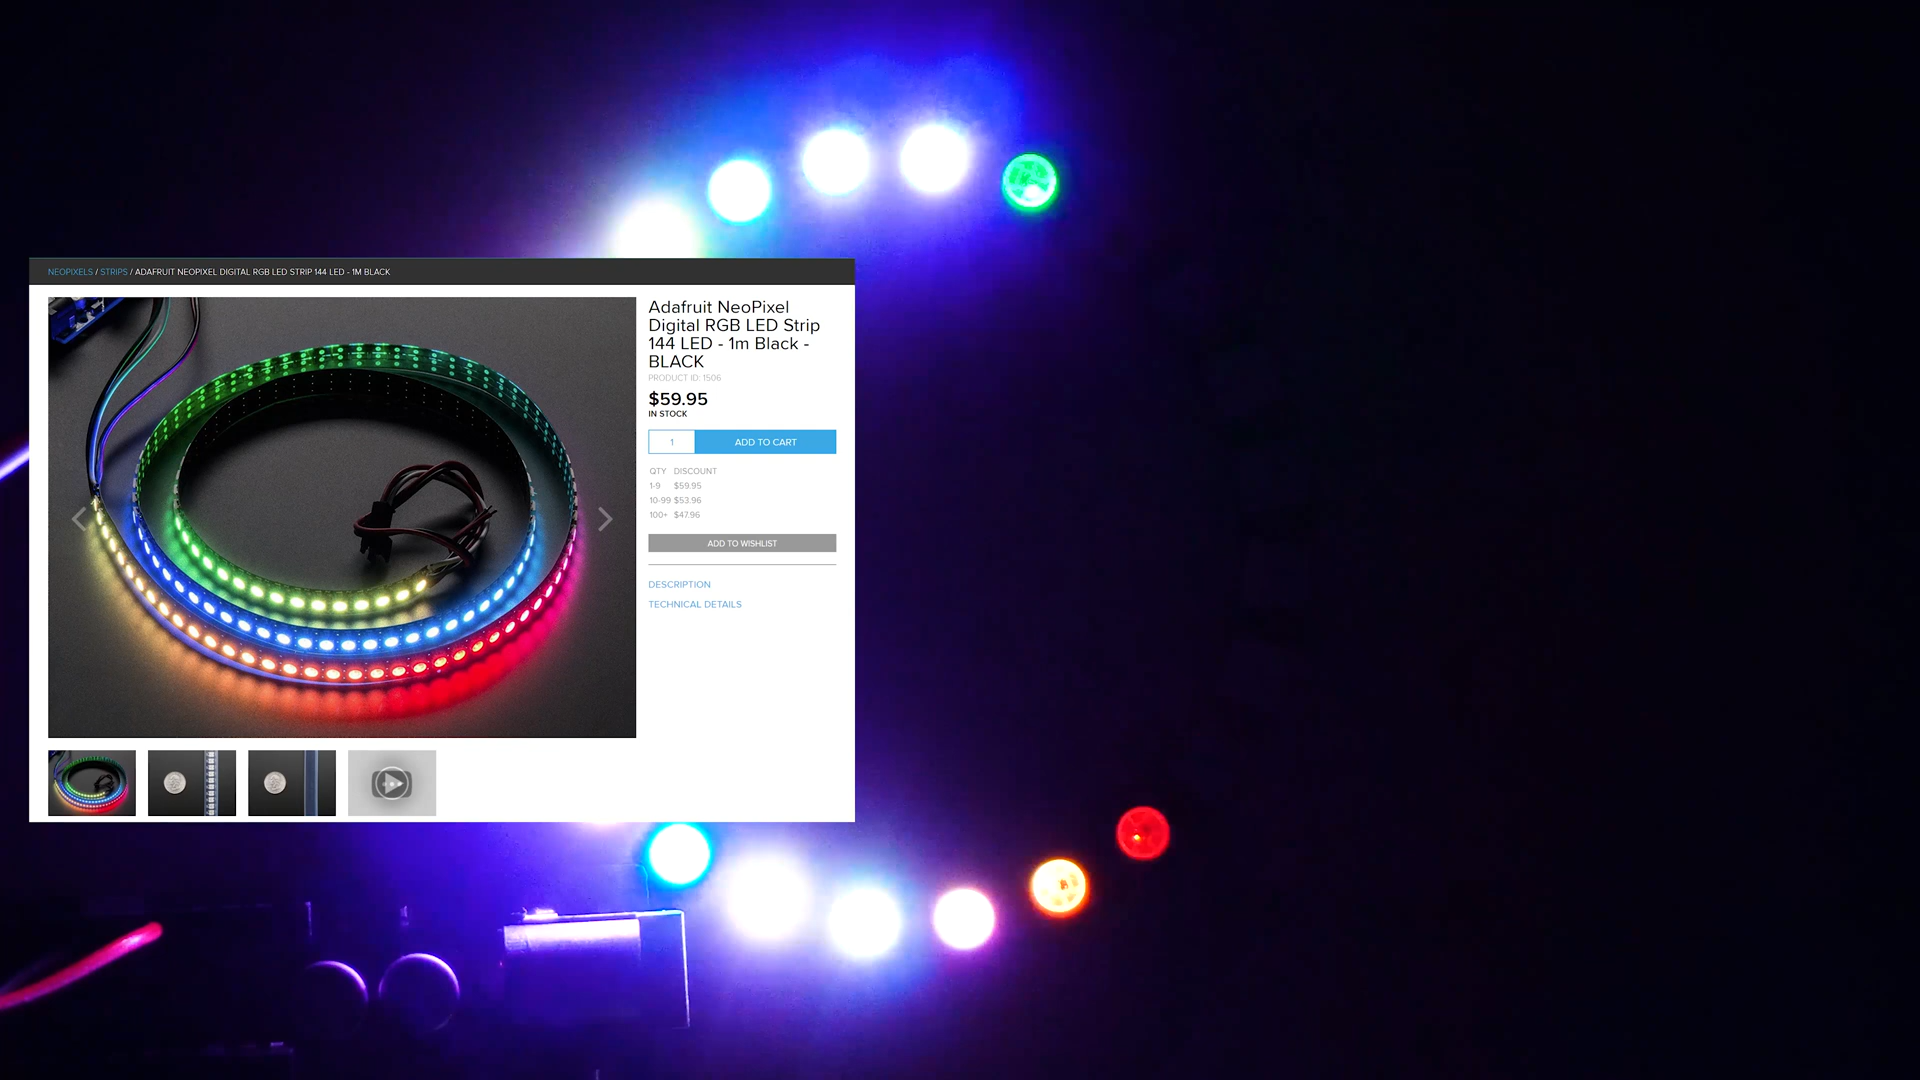 NEOPIXELS / STRIPS / ADAFRUIT NEOPIXEL DIGITAL RGB LED STRIP 144 LED - 1M BLACK
Adafruit NeoPixel
Digital RGB LED Strip
144 LED - 1m Black -
BLACK
PRODUCT ID: 1506
$59.95
IN STOCK
1 ADD TO CART
QTY DISCOUNT
1-9 $59.95
10-99 $53.96
100+ $47.96
ADD TO WISHLIST
DESCRIPTION
TECHNICAL DETAILS